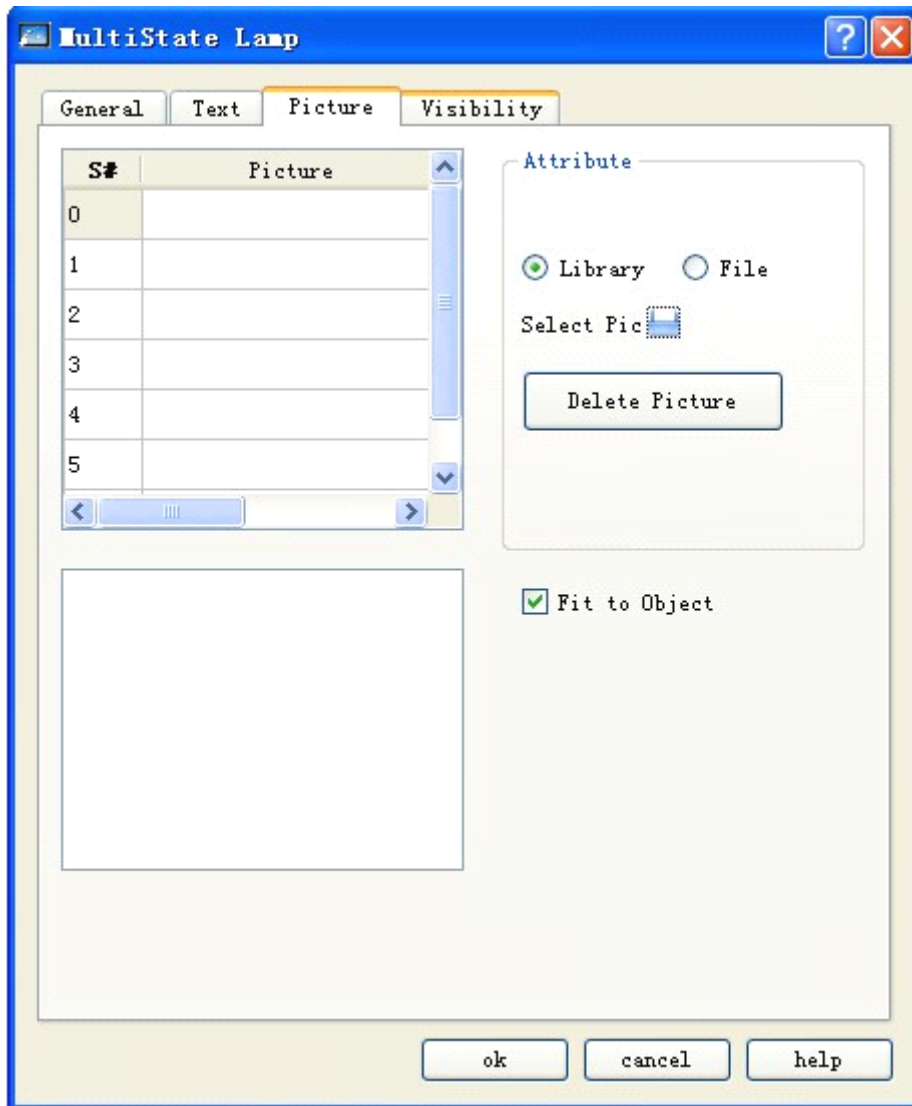 MultiState Lamp
General Text Picture Visibility
S# Picture
0
1
2
3
4
5
Attribute
Library File
Select Pic
Delete Picture
Fit to Object
ok cancel help